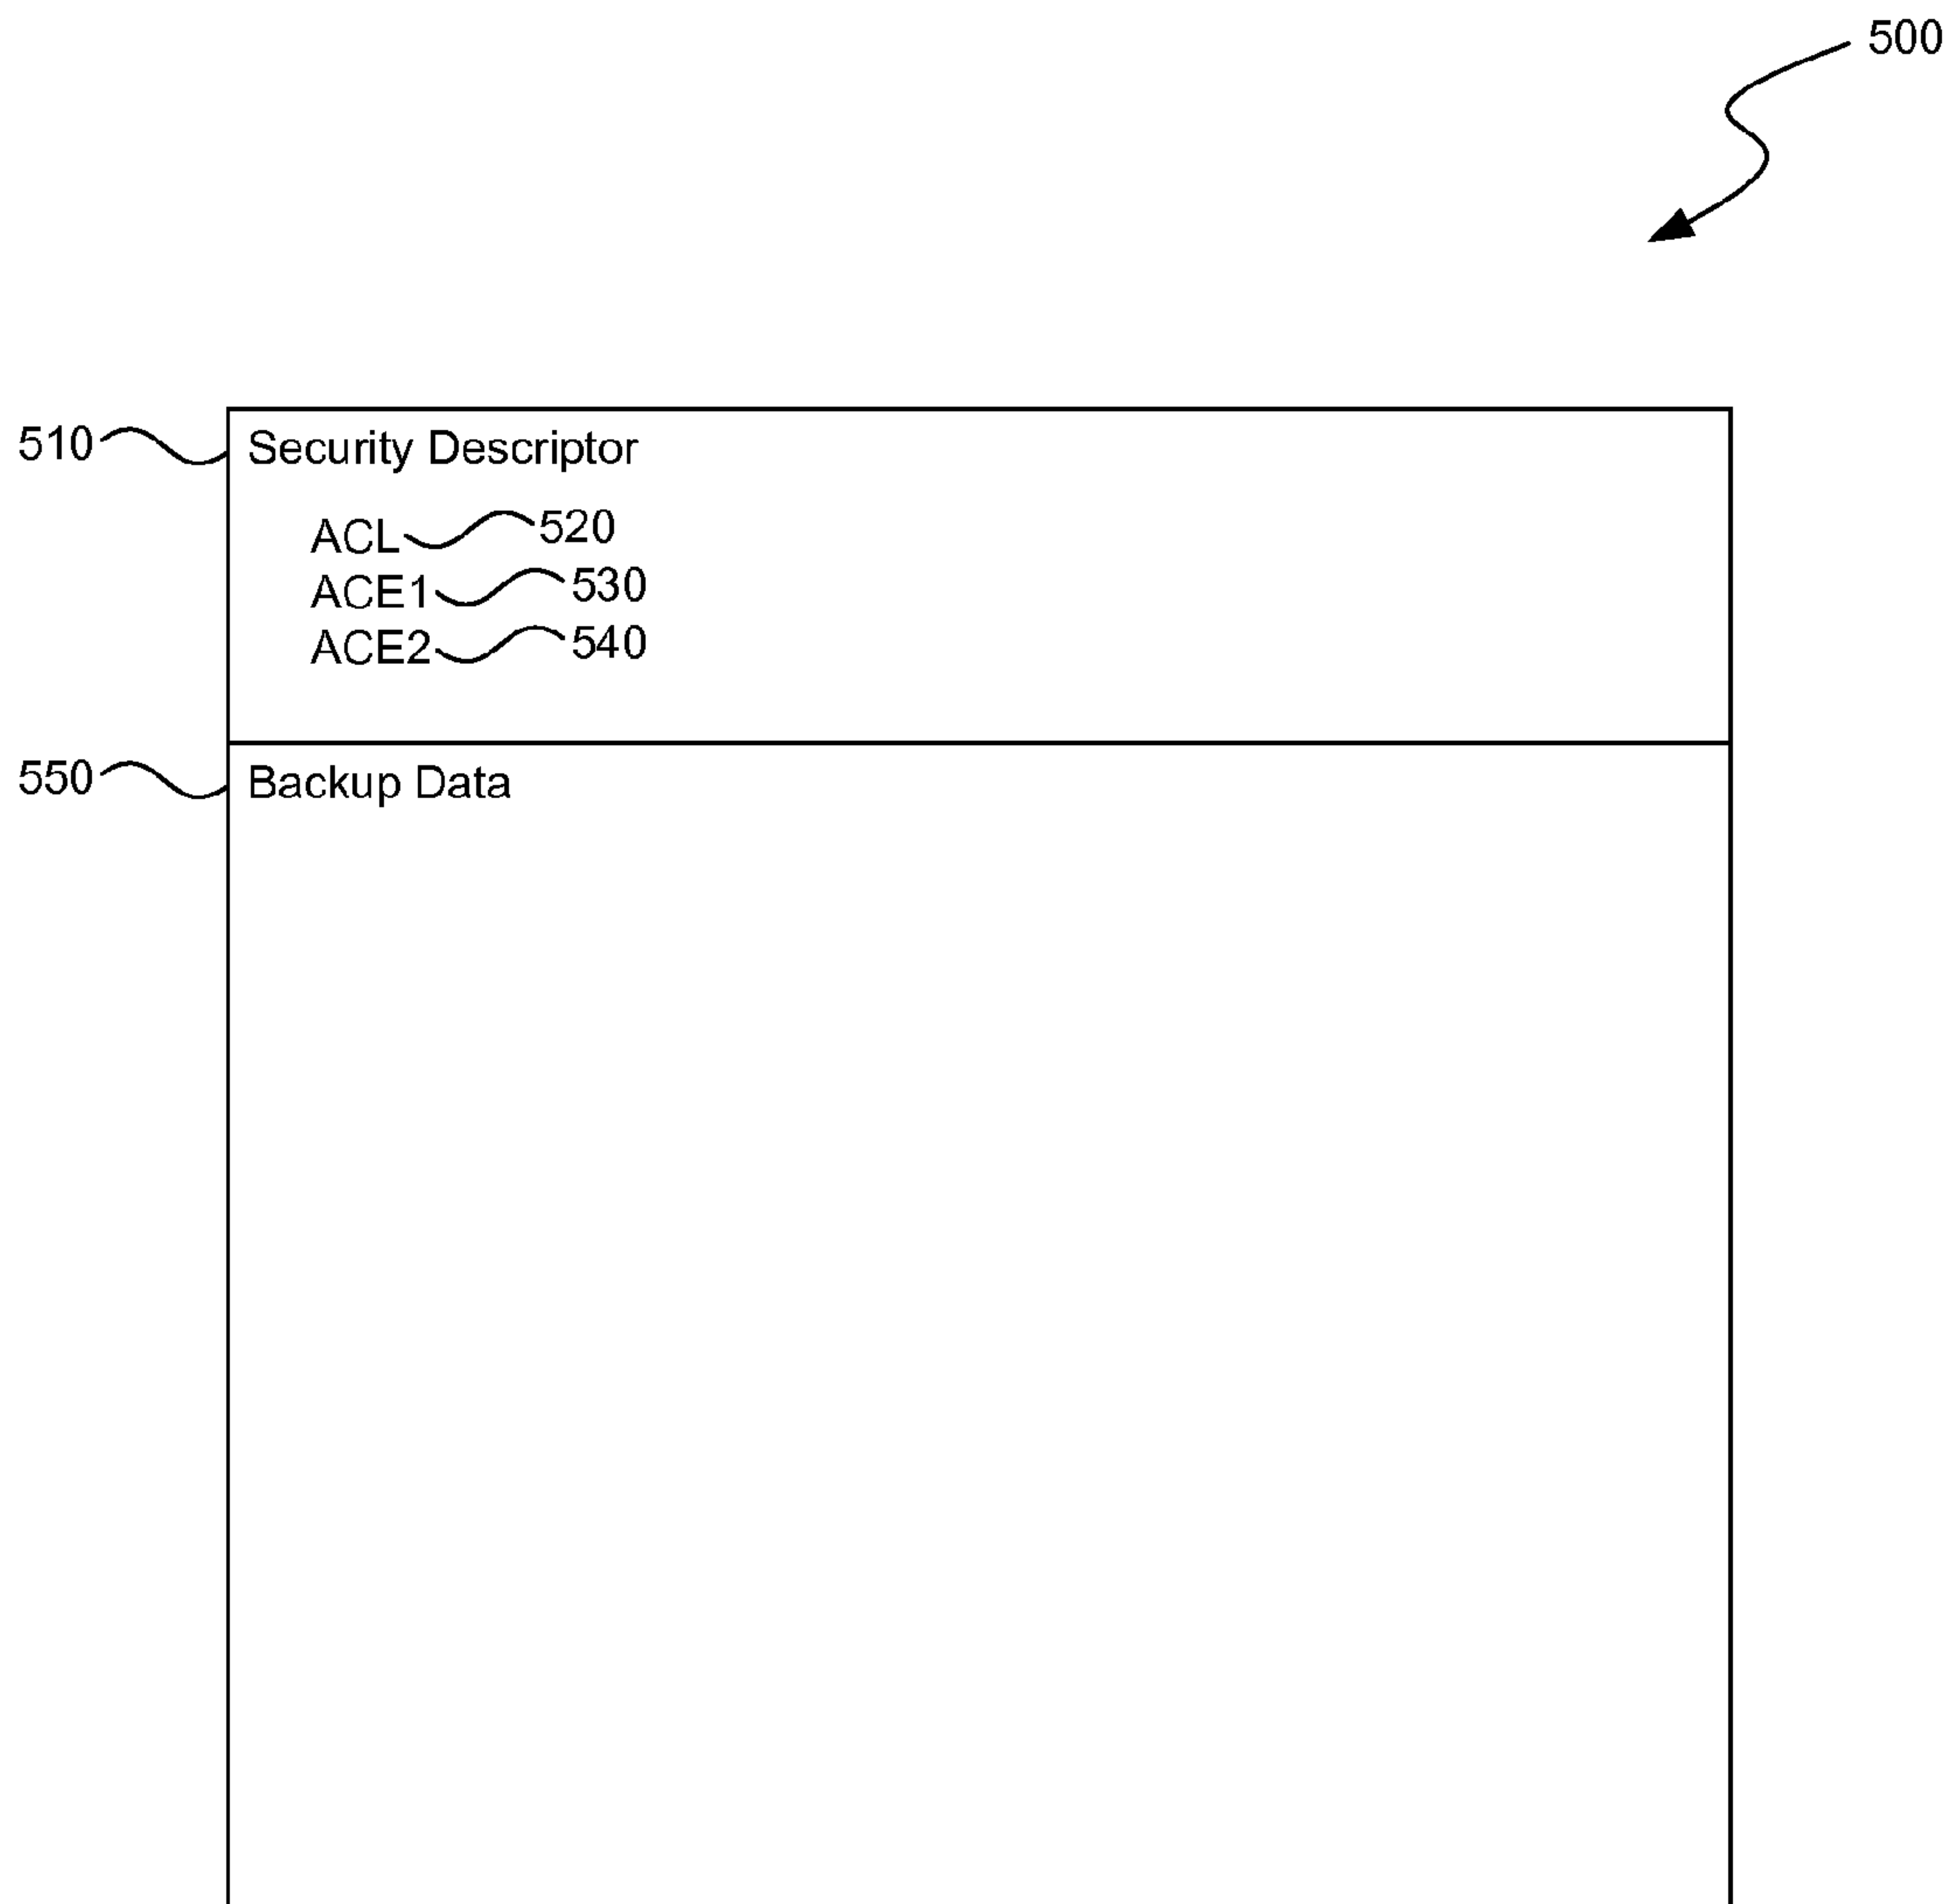 500
510 Security Descriptor
ACL 520
ACE1 530
ACE2 540
550 Backup Data